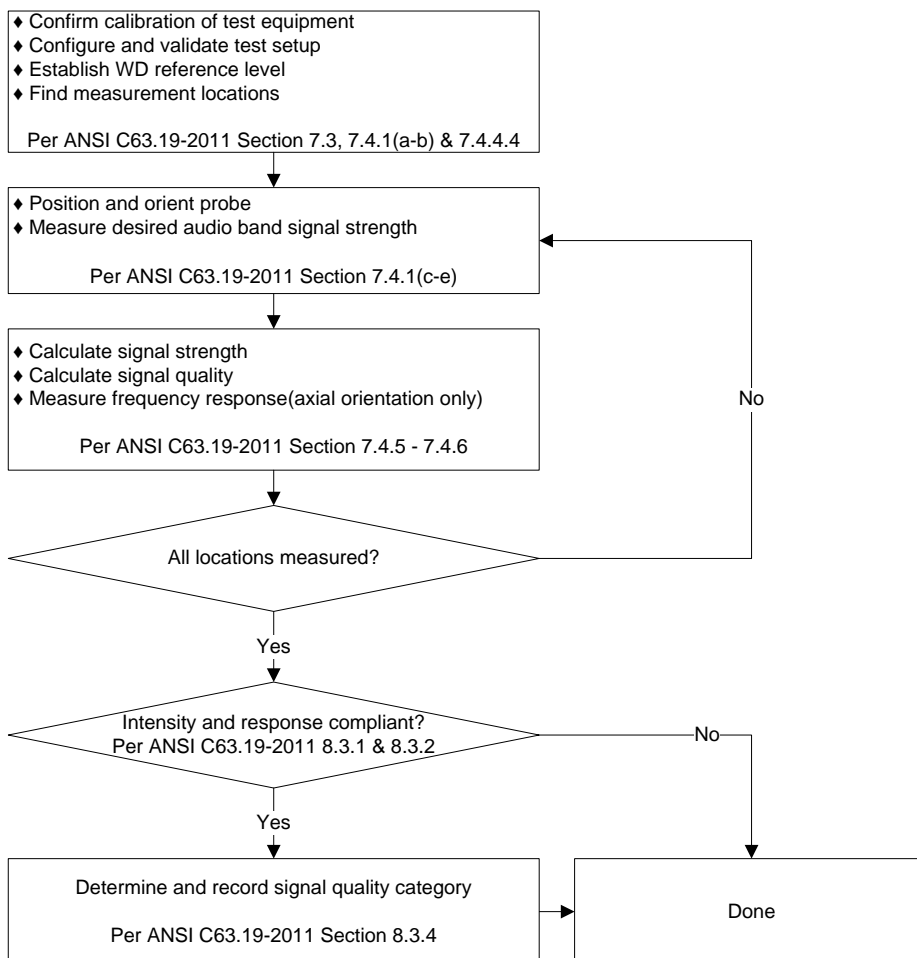 ♦ Confirm calibration of test equipment
♦ Configure and validate test setup
♦ Establish WD reference level
♦ Find measurement locations
Per ANSI C63.19-2011 Section 7.3, 7.4.1(a-b) & 7.4.4.4
♦ Position and orient probe
♦ Measure desired audio band signal strength
Per ANSI C63.19-2011 Section 7.4.1(c-e)
♦ Calculate signal strength
♦ Calculate signal quality
♦ Measure frequency response(axial orientation only)
Per ANSI C63.19-2011 Section 7.4.5 - 7.4.6
No
All locations measured?
Yes
Intensity and response compliant?
Per ANSI C63.19-2011 8.3.1 & 8.3.2
No
Yes
Determine and record signal quality category
Per ANSI C63.19-2011 Section 8.3.4
Done